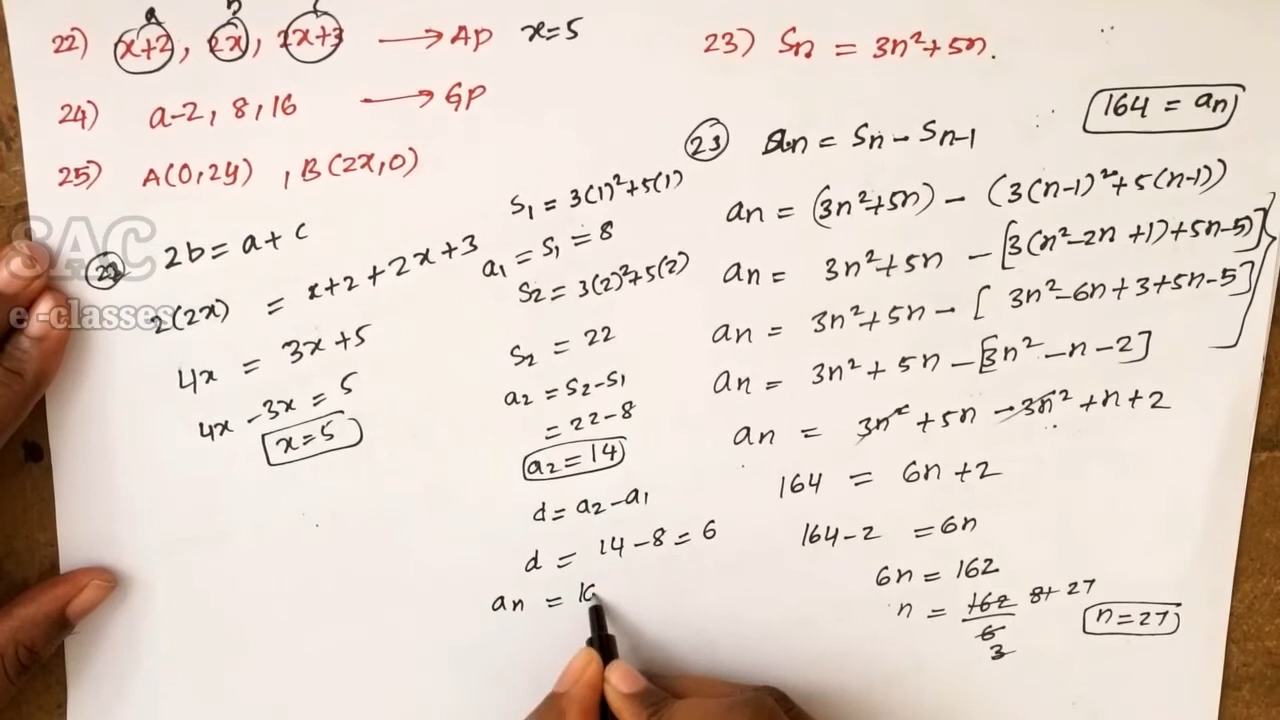 22) x+2, 2x, 2x+3 → AP x=5
a b c
24) a-2, 8, 16 → GP
25) A(0,2y), B(2x,0)
SAC
e-classes
22 2b = a+c
2(2x) = x+2+2x+3
4x = 3x+5
4x-3x = 5
x=5
S₁ = 3(1)²+5(1)
a₁ = S₁ = 8
S₂ = 3(2)²+5(2)
S₂ = 22
a₂ = S₂-S₁
= 22-8
a₂ = 14
d = a₂-a₁
d = 14-8 = 6
an = 16
23) Sn = 3n²+5n.
164 = an
23 an = Sn - Sn-1
an = (3n²+5n) - (3(n-1)²+5(n-1))
an = 3n²+5n - [3(n²-2n+1)+5n-5]
an = 3n²+5n - [3n²-6n+3+5n-5]
an = 3n²+5n - [3n²-n-2]
an = 3n²+5n-3n²+n+2
164 = 6n+2
164-2 = 6n
6n = 162
n = 162 81 27
6
3
n=27